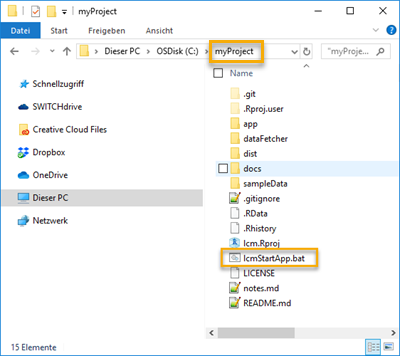 myProject
Datei
Start
Freigeben
Ansicht
Dieser PC
OSDisk (C:)
myProject
"myProje...
Schnellzugriff
SWITCHdrive
Creative Cloud Files
Dropbox
OneDrive
Dieser PC
Netzwerk
Name
.git
.Rproj.user
app
dataFetcher
dist
docs
sampleData
.gitignore
.RData
.Rhistory
lcm.Rproj
lcmStartApp.bat
LICENSE
notes.md
README.md
15 Elemente